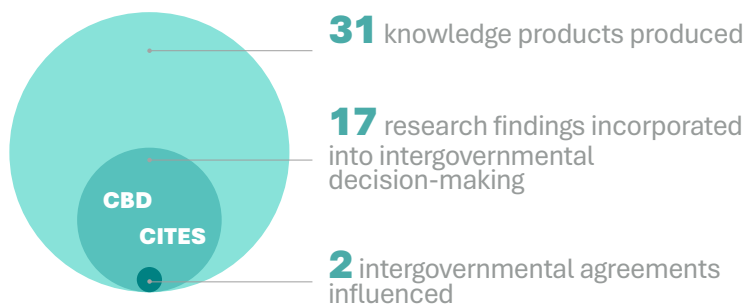 31 knowledge products produced
17 research findings incorporated
into intergovernmental
decision-making
CBD
CITES
2 intergovernmental agreements
influenced